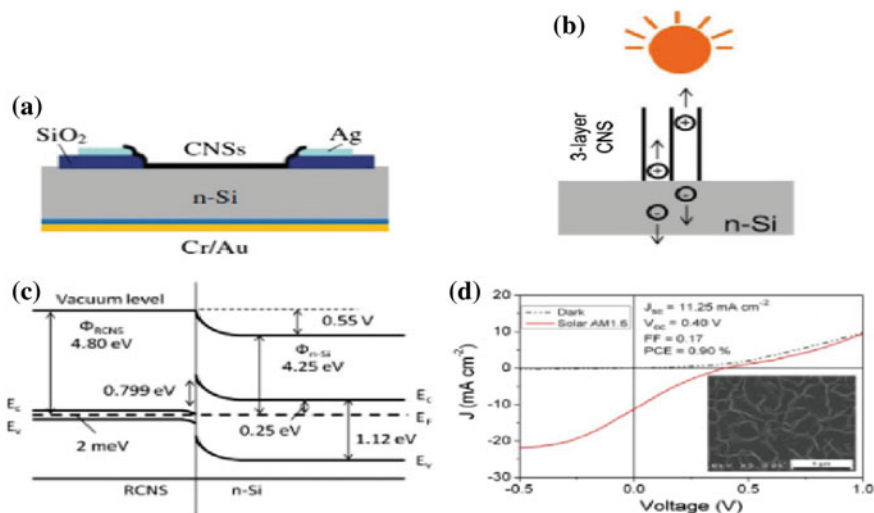 (a)
SiO2
CNSs
Ag
n-Si
Cr/Au
(b)
3-layer
CNS
+
+
-
-
n-Si
(c)
Vacuum level
ΦRCNS
4.80 eV
0.55 V
Φn-Si
4.25 eV
0.799 eV
Ec
Ev
2 meV
0.25 eV
1.12 eV
Ec
EF
Ev
RCNS
n-Si
(d)
J (mA cm-2)
20
10
0
-10
-20
-30
Dark
Solar AM1.5
Jsc = 11.25 mA cm-2
Voc = 0.40 V
FF = 0.17
PCE = 0.90 %
-0.5
0.0
0.5
1.0
Voltage (V)